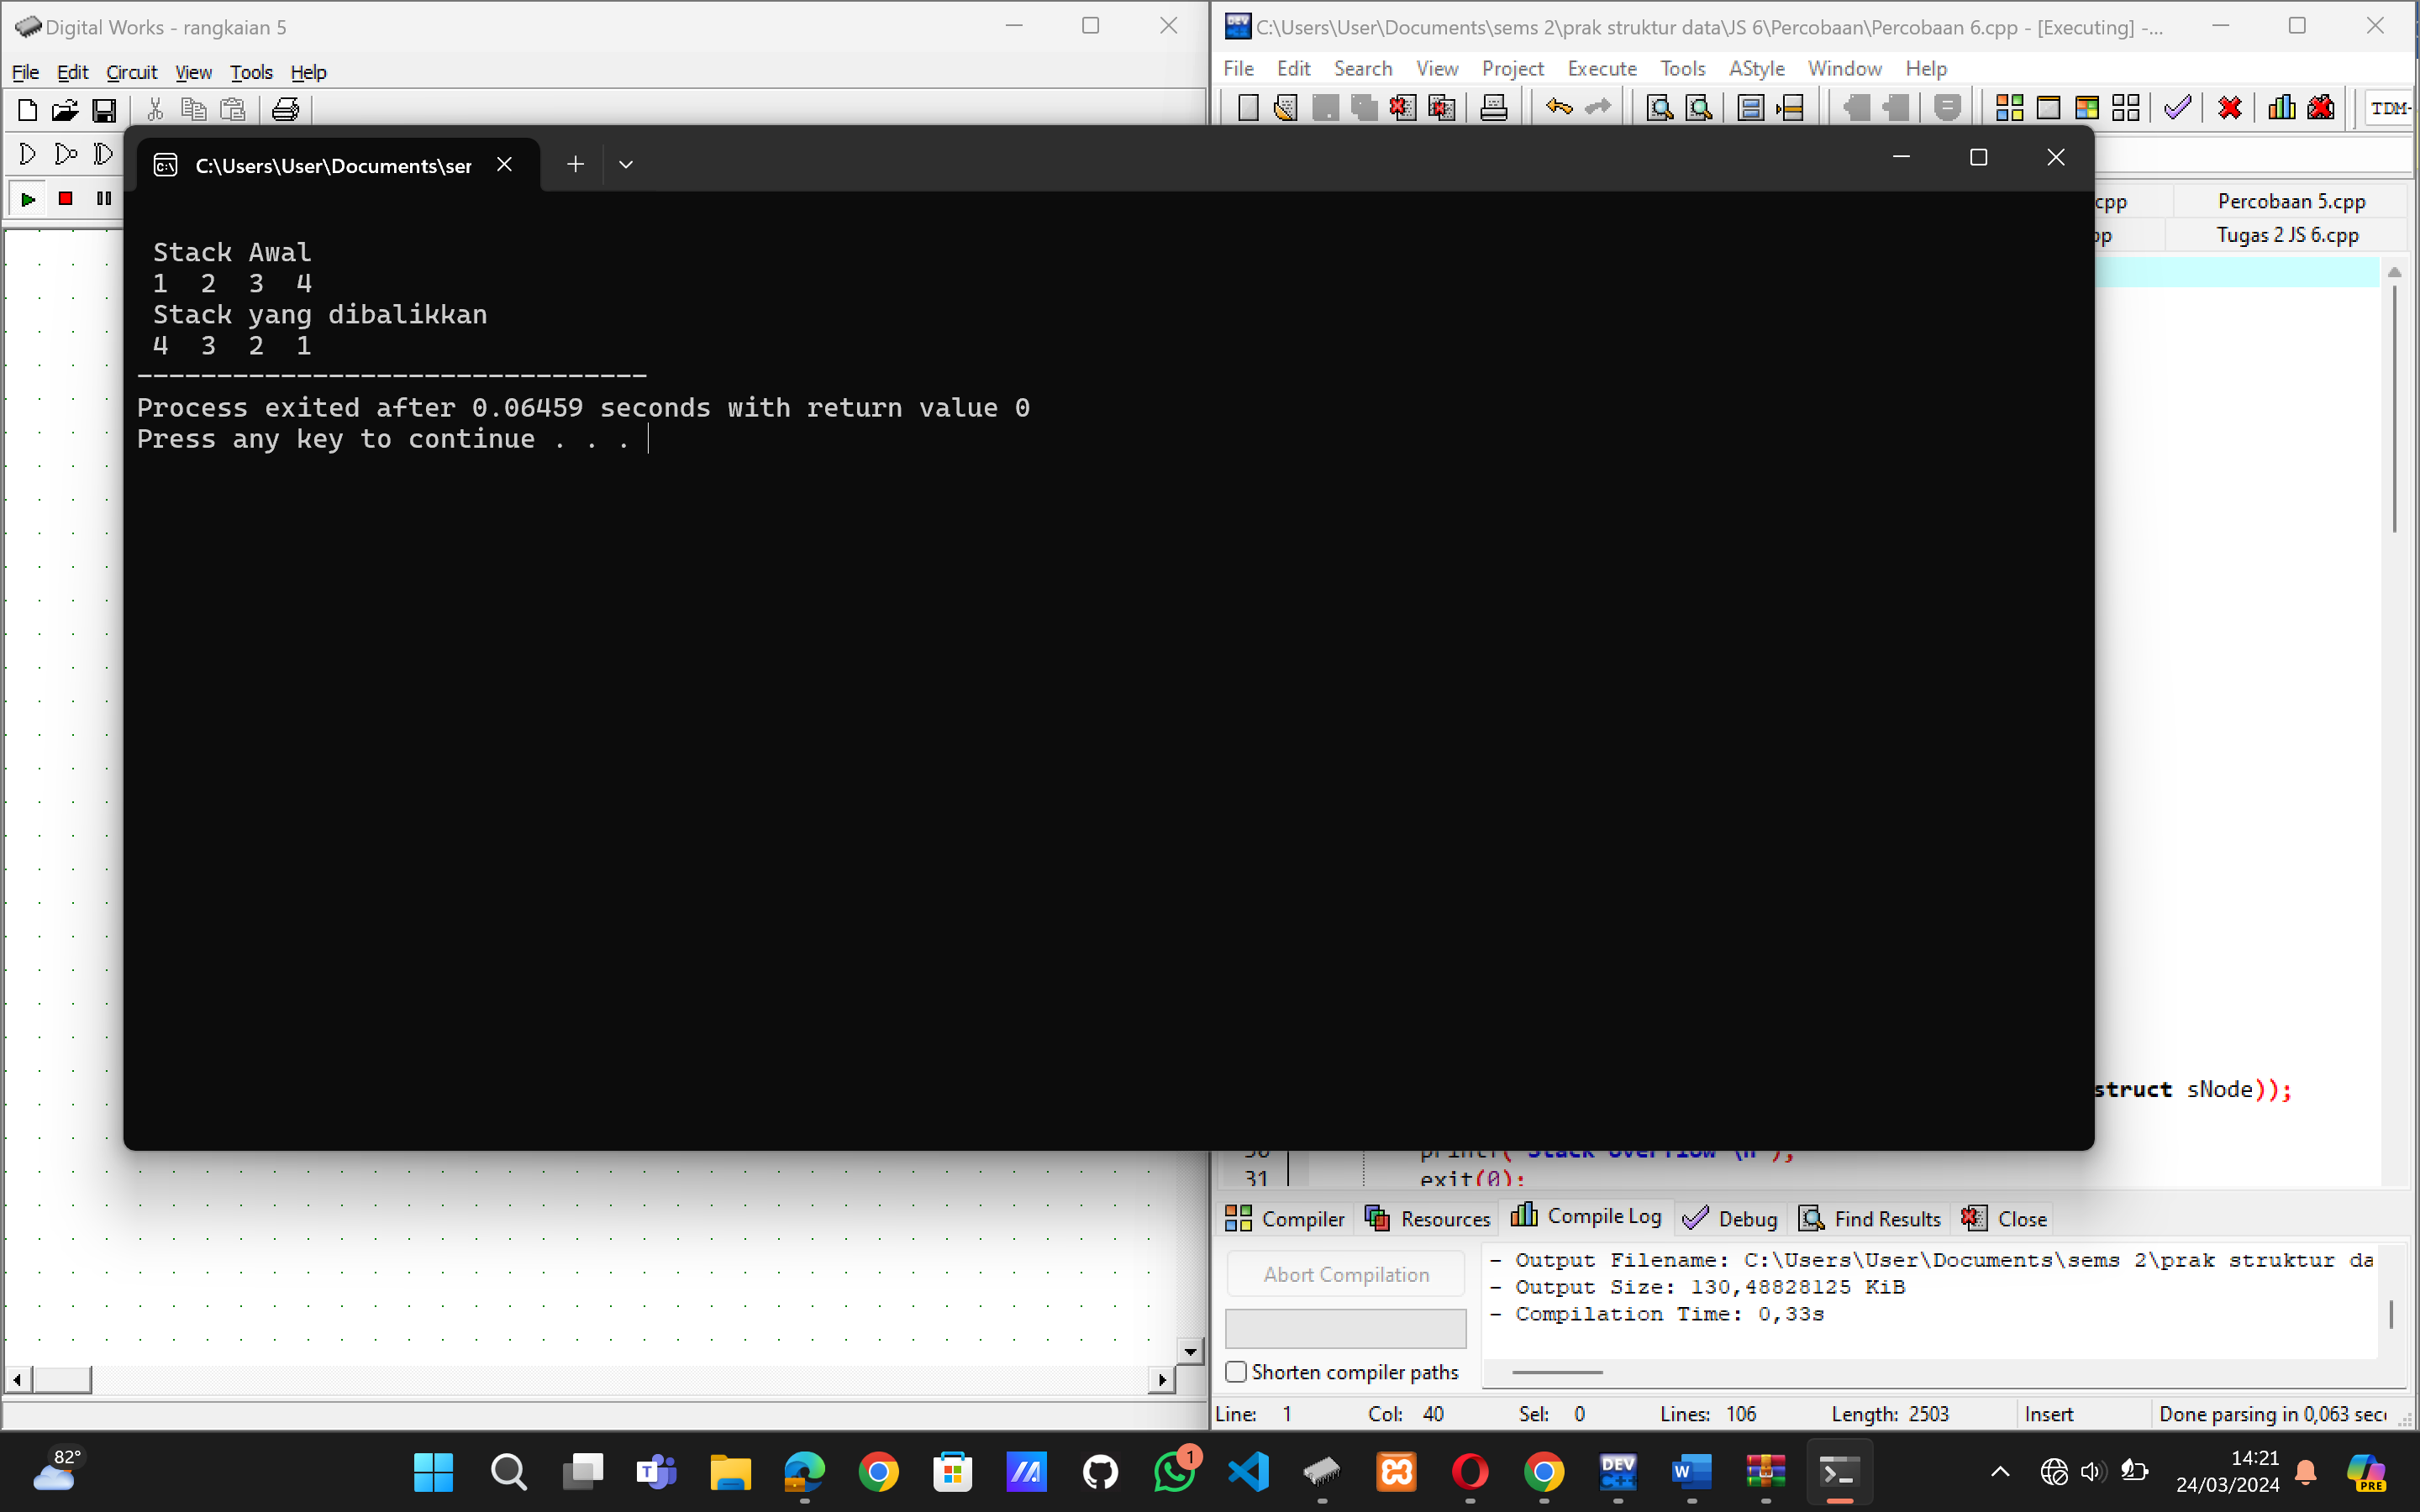 Digital Works - rangkaian 5
File Edit Circuit View Tools Help
C:\Users\User\Documents\sems 2\prak struktur data\JS 6\Percobaan\Percobaan 6.cpp - [Executing] -...
File Edit Search View Project Execute Tools AStyle Window Help
TDM-
C:\Users\User\Documents\ser
cpp Percobaan 5.cpp
pp Tugas 2 JS 6.cpp
Stack Awal
1 2 3 4
Stack yang dibalikkan
4 3 2 1
--------------------------------
Process exited after 0.06459 seconds with return value 0
Press any key to continue . . .
struct sNode));
30 printf("Stack overflow \n");
31 exit(0);
Compiler Resources Compile Log Debug Find Results Close
Abort Compilation
Shorten compiler paths
- Output Filename: C:\Users\User\Documents\sems 2\prak struktur da
- Output Size: 130,48828125 KiB
- Compilation Time: 0,33s
Line: 1 Col: 40 Sel: 0 Lines: 106 Length: 2503 Insert Done parsing in 0,063 sec
82°
1
DEV C++
W
14:21
24/03/2024
PRE